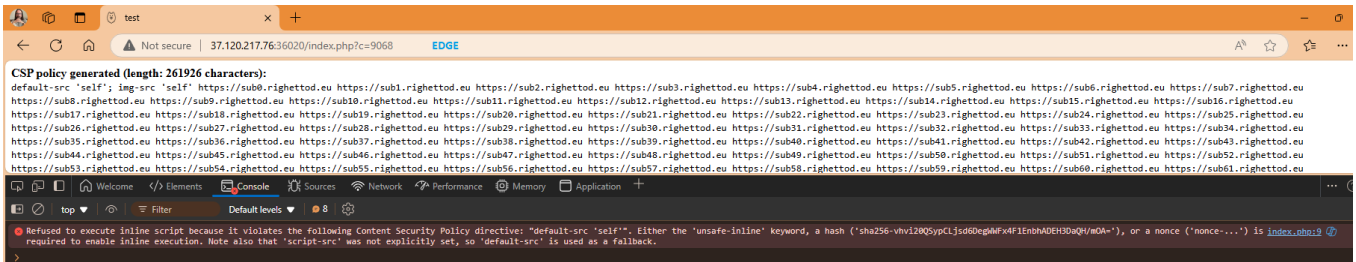 test
Not secure 37.120.217.76:36020/index.php?c=9068 EDGE
CSP policy generated (length: 261926 characters):
default-src 'self'; img-src 'self' https://sub0.righettod.eu https://sub1.righettod.eu https://sub2.righettod.eu https://sub3.righettod.eu https://sub4.righettod.eu https://sub5.righettod.eu https://sub6.righettod.eu https://sub7.righettod.eu
https://sub8.righettod.eu https://sub9.righettod.eu https://sub10.righettod.eu https://sub11.righettod.eu https://sub12.righettod.eu https://sub13.righettod.eu https://sub14.righettod.eu https://sub15.righettod.eu https://sub16.righettod.eu
https://sub17.righettod.eu https://sub18.righettod.eu https://sub19.righettod.eu https://sub20.righettod.eu https://sub21.righettod.eu https://sub22.righettod.eu https://sub23.righettod.eu https://sub24.righettod.eu https://sub25.righettod.eu
https://sub26.righettod.eu https://sub27.righettod.eu https://sub28.righettod.eu https://sub29.righettod.eu https://sub30.righettod.eu https://sub31.righettod.eu https://sub32.righettod.eu https://sub33.righettod.eu https://sub34.righettod.eu
https://sub35.righettod.eu https://sub36.righettod.eu https://sub37.righettod.eu https://sub38.righettod.eu https://sub39.righettod.eu https://sub40.righettod.eu https://sub41.righettod.eu https://sub42.righettod.eu https://sub43.righettod.eu
https://sub44.righettod.eu https://sub45.righettod.eu https://sub46.righettod.eu https://sub47.righettod.eu https://sub48.righettod.eu https://sub49.righettod.eu https://sub50.righettod.eu https://sub51.righettod.eu https://sub52.righettod.eu
https://sub53.righettod.eu https://sub54.righettod.eu https://sub55.righettod.eu https://sub56.righettod.eu https://sub57.righettod.eu https://sub58.righettod.eu https://sub59.righettod.eu https://sub60.righettod.eu https://sub61.righettod.eu
Welcome Elements Console Sources Network Performance Memory Application
top Filter Default levels 8
Refused to execute inline script because it violates the following Content Security Policy directive: "default-src 'self'". Either the 'unsafe-inline' keyword, a hash ('sha256-vhvi20QSypCLjsd6DegWWFx4F1EnbhADEH3DaQH/mOA='), or a nonce ('nonce-...') is index.php:9
required to enable inline execution. Note also that 'script-src' was not explicitly set, so 'default-src' is used as a fallback.